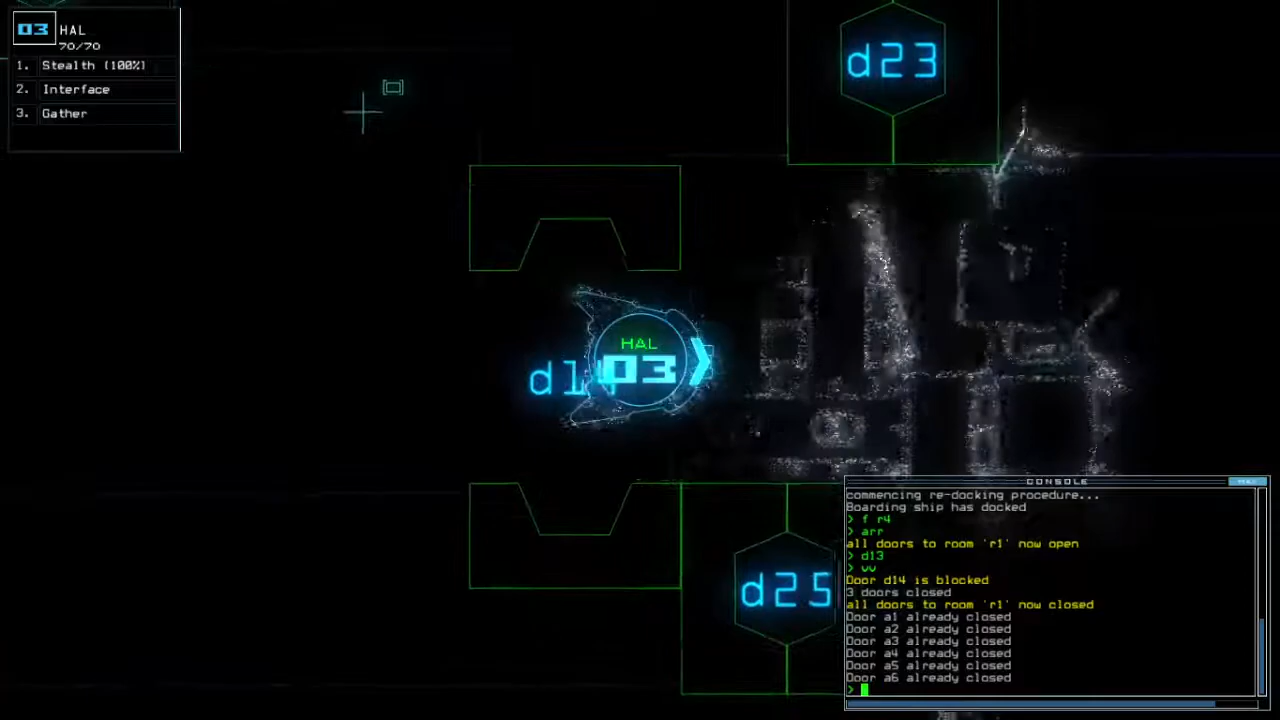 03 HAL
70/70
1. Stealth (100%)
2. Interface
3. Gather
d23
HAL
03
d25
CONSOLE
commencing re-docking procedure...
Boarding ship has docked
> f r4
> arr
all doors to room 'r1' now open
> d13
> vv
Door d14 is blocked
3 doors closed
all doors to room 'r1' now closed
Door a1 already closed
Door a2 already closed
Door a3 already closed
Door a4 already closed
Door a5 already closed
Door a6 already closed
>